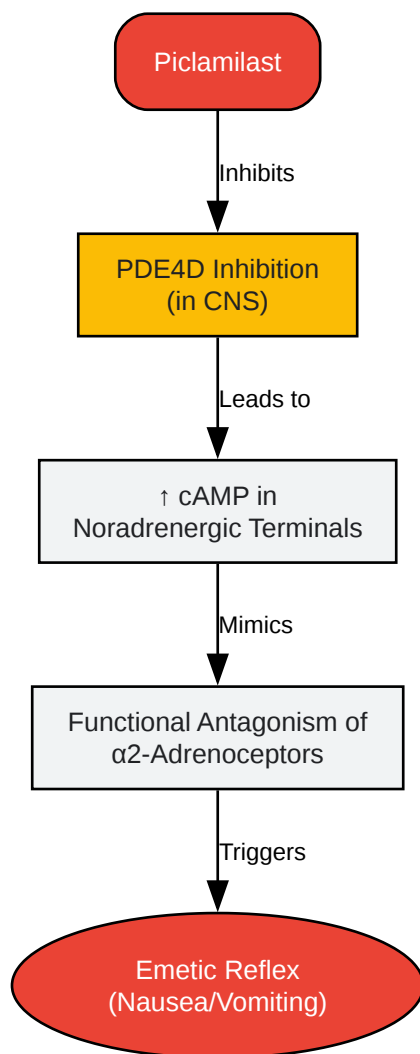 Piclamilast
Inhibits
PDE4D Inhibition
(in CNS)
Leads to
↑ cAMP in
Noradrenergic Terminals
Mimics
Functional Antagonism of
α2-Adrenoceptors
Triggers
Emetic Reflex
(Nausea/Vomiting)